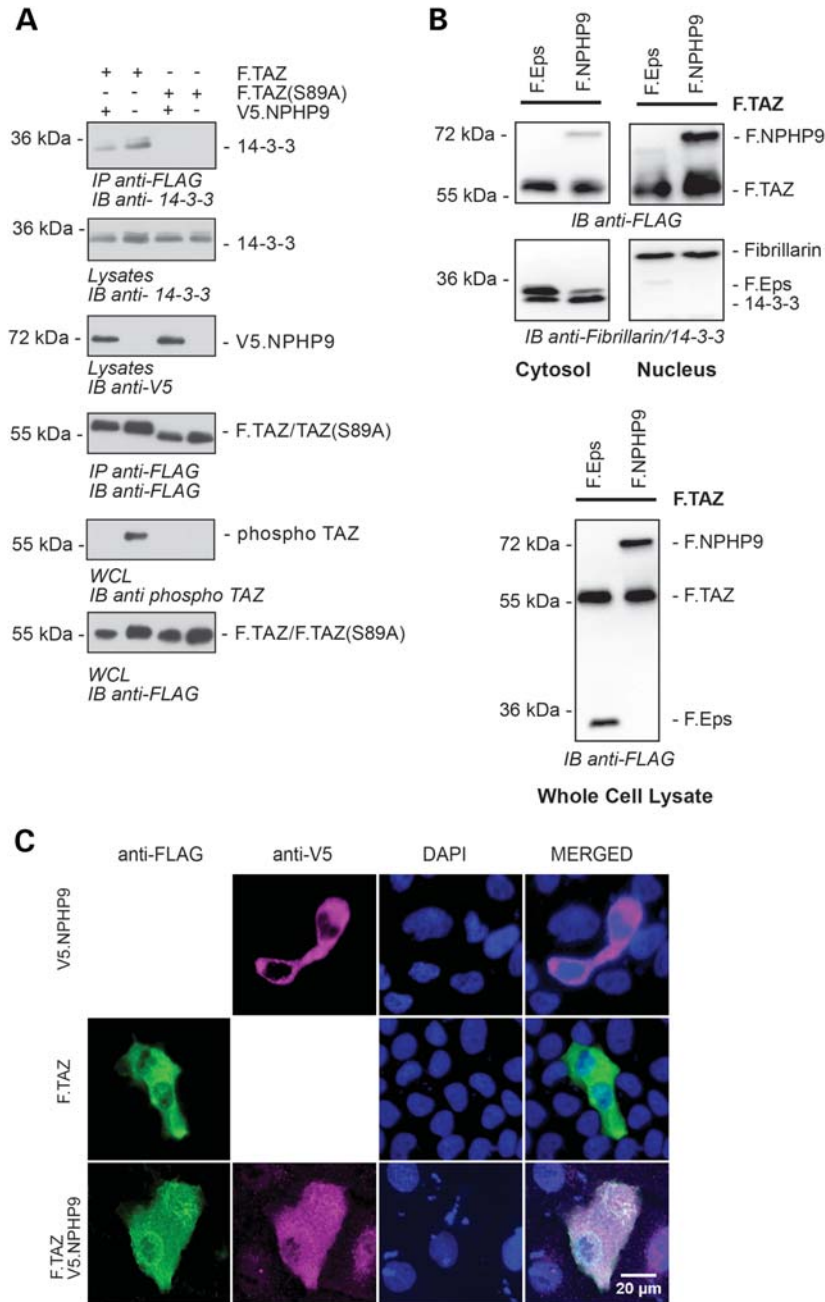 A
+ + - - F.TAZ
- - + + F.TAZ(S89A)
+ - + - V5.NPHP9
36 kDa - - 14-3-3
IP anti-FLAG
IB anti- 14-3-3
36 kDa - - 14-3-3
Lysates
IB anti- 14-3-3
72 kDa - - V5.NPHP9
Lysates
IB anti-V5
55 kDa - - F.TAZ/TAZ(S89A)
IP anti-FLAG
IB anti-FLAG
55 kDa - - phospho TAZ
WCL
IB anti phospho TAZ
55 kDa - - F.TAZ/F.TAZ(S89A)
WCL
IB anti-FLAG
B
F.Eps F.NPHP9 F.Eps F.NPHP9
F.TAZ
72 kDa - - F.NPHP9
55 kDa - - F.TAZ
IB anti-FLAG
- Fibrillarin
36 kDa - - F.Eps
- 14-3-3
IB anti-Fibrillarin/14-3-3
Cytosol Nucleus
F.Eps F.NPHP9
F.TAZ
72 kDa - - F.NPHP9
55 kDa - - F.TAZ
36 kDa - - F.Eps
IB anti-FLAG
Whole Cell Lysate
C
anti-FLAG anti-V5 DAPI MERGED
V5.NPHP9
F.TAZ
F.TAZ
V5.NPHP9
20 µm